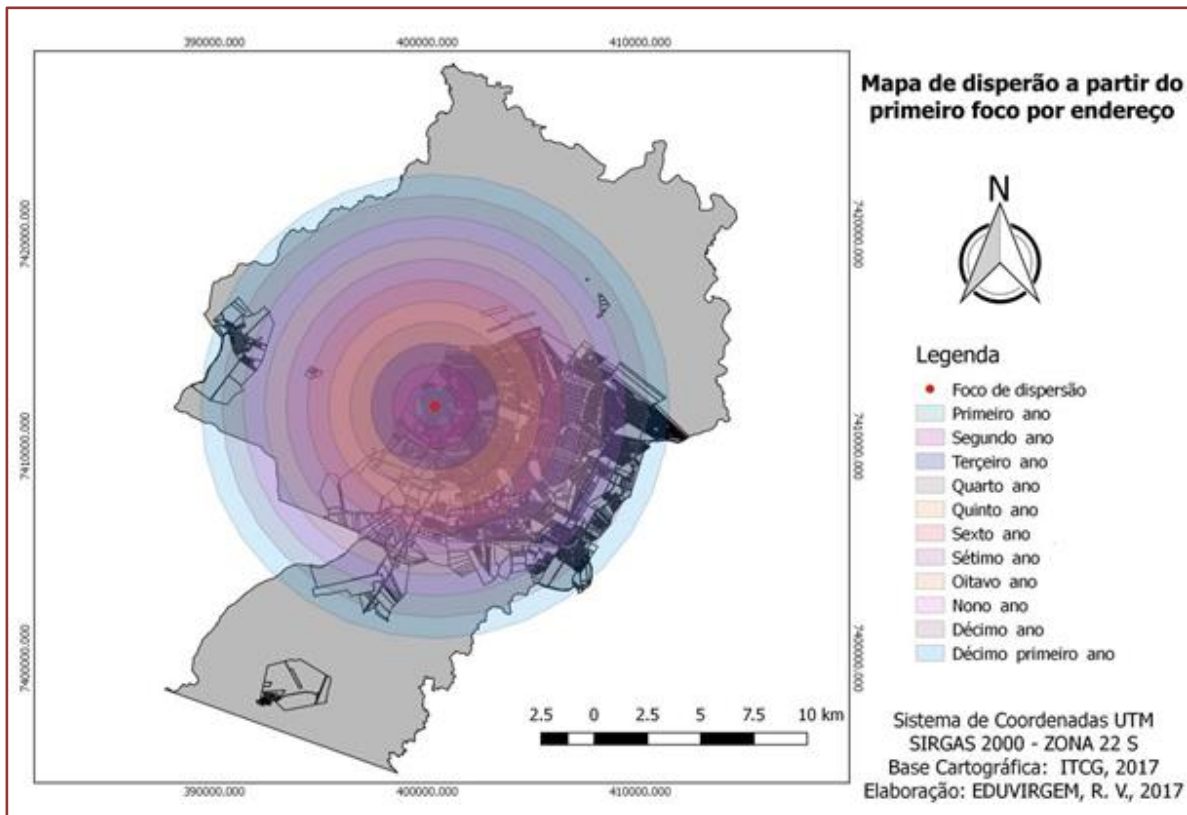 390000.000 400000.000 410000.000
Mapa de disperão a partir do
primeiro foco por endereço
N
7420000.000
7410000.000
7400000.000
7420000.000
7410000.000
7400000.000
Legenda
Foco de dispersão
Primeiro ano
Segundo ano
Terçeiro ano
Quarto ano
Quinto ano
Sexto ano
Sétimo ano
Oitavo ano
Nono ano
Décimo ano
Décimo primeiro ano
2.5 0 2.5 5 7.5 10 km
Sistema de Coordenadas UTM
SIRGAS 2000 - ZONA 22 S
Base Cartográfica: ITCG, 2017
Elaboração: EDUVIRGEM, R. V., 2017
390000.000 400000.000 410000.000